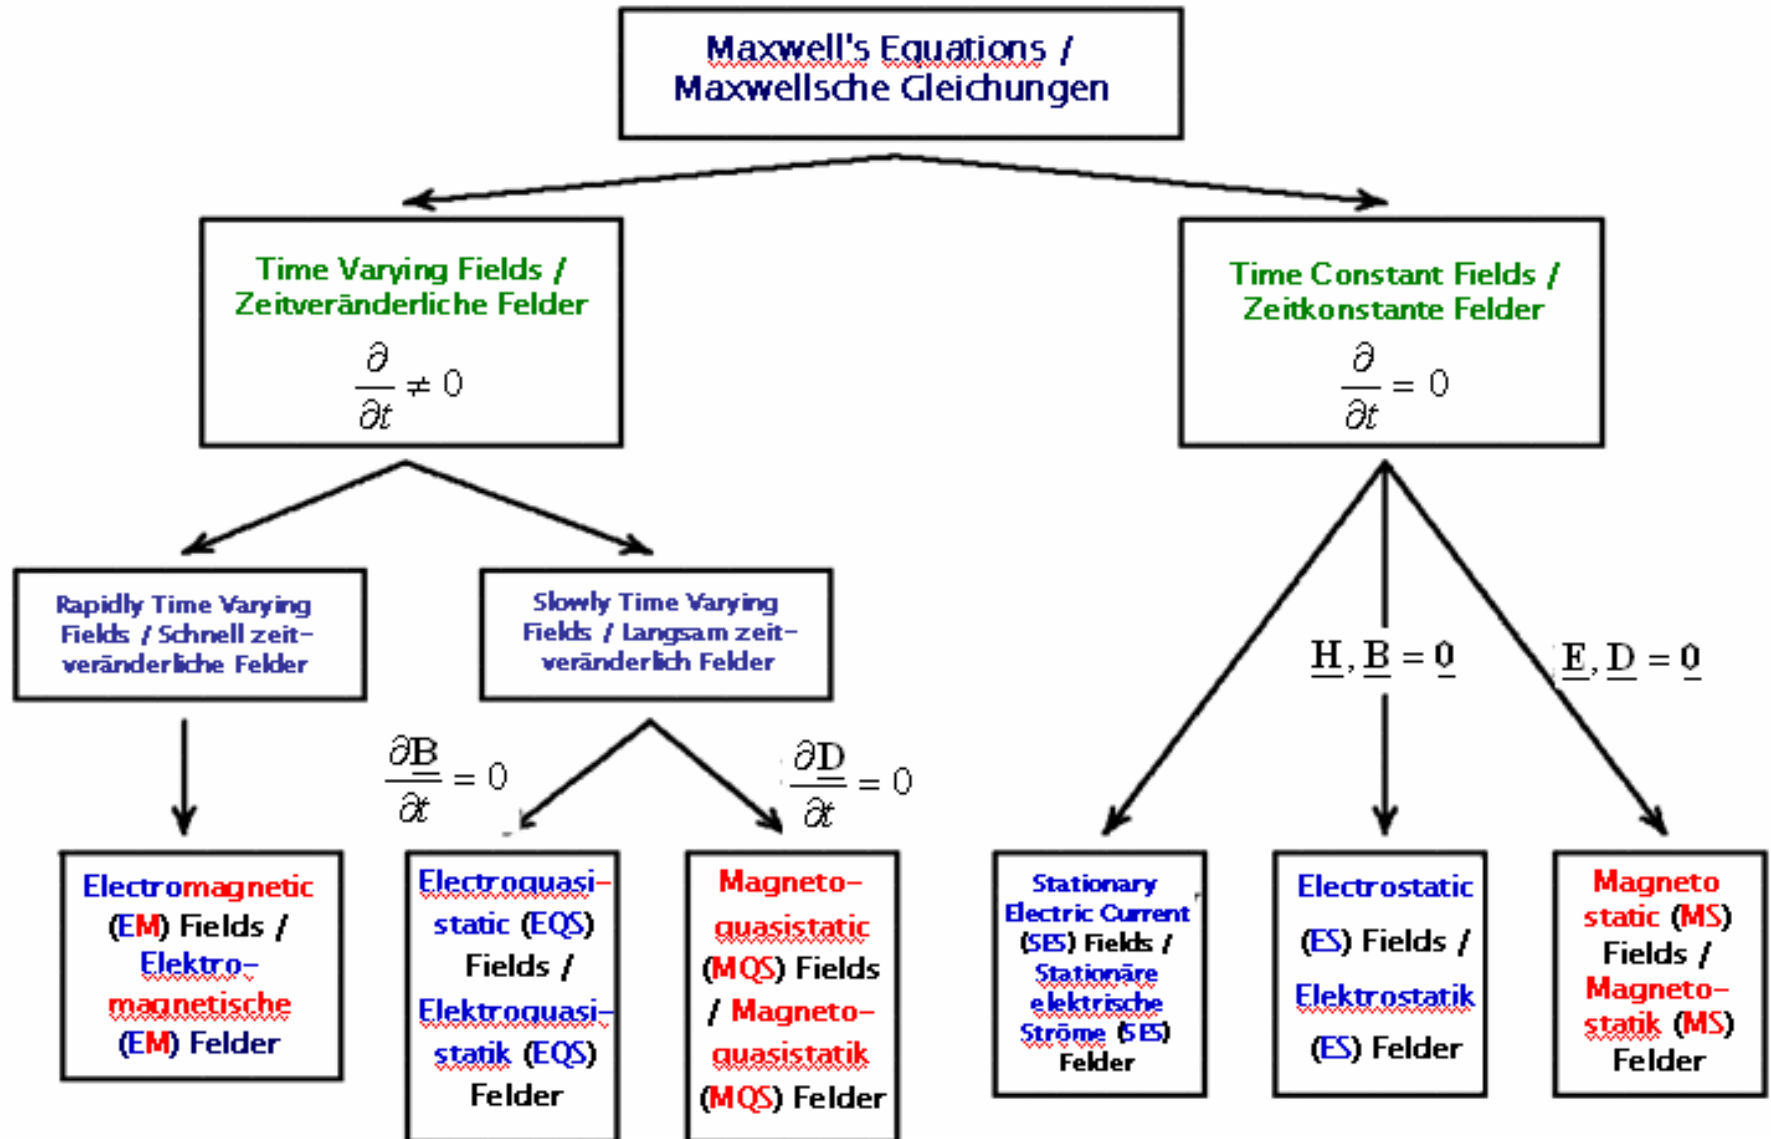 Maxwell's Equations /
Maxwellsche Gleichungen
Time Varying Fields /
Zeitveränderliche Felder
∂/∂t ≠ 0
Time Constant Fields /
Zeitkonstante Felder
∂/∂t = 0
Rapidly Time Varying
Fields / Schnell zeit-
veränderliche Felder
Slowly Time Varying
Fields / Langsam zeit-
veränderlich Felder
H, B = 0
E, D = 0
∂B/∂t = 0
∂D/∂t = 0
Electromagnetic
(EM) Fields /
Elektro-
magnetische
(EM) Felder
Electroquasi-
static (EQS)
Fields /
Elektroquasi-
statik (EQS)
Felder
Magneto-
quasistatic
(MQS) Fields
/ Magneto-
quasistatik
(MQS) Felder
Stationary
Electric Current
(SES) Fields /
Stationäre
elektrische
Ströme (SES)
Felder
Electrostatic
(ES) Fields /
Elektrostatik
(ES) Felder
Magneto
static (MS)
Fields /
Magneto-
statik (MS)
Felder